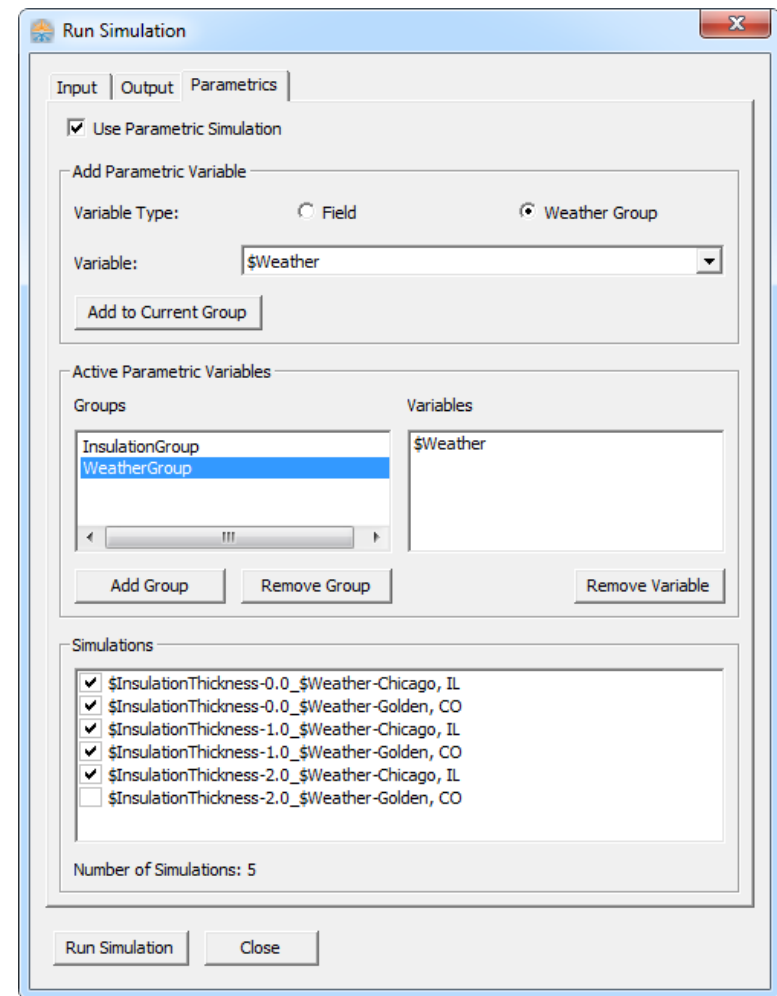 Run Simulation
Input Output Parametrics
Use Parametric Simulation
Add Parametric Variable
Variable Type: Field Weather Group
Variable: $Weather
Add to Current Group
Active Parametric Variables
Groups Variables
InsulationGroup $Weather
WeatherGroup
Add Group Remove Group Remove Variable
Simulations
$InsulationThickness-0.0_$Weather-Chicago, IL
$InsulationThickness-0.0_$Weather-Golden, CO
$InsulationThickness-1.0_$Weather-Chicago, IL
$InsulationThickness-1.0_$Weather-Golden, CO
$InsulationThickness-2.0_$Weather-Chicago, IL
$InsulationThickness-2.0_$Weather-Golden, CO
Number of Simulations: 5
Run Simulation Close